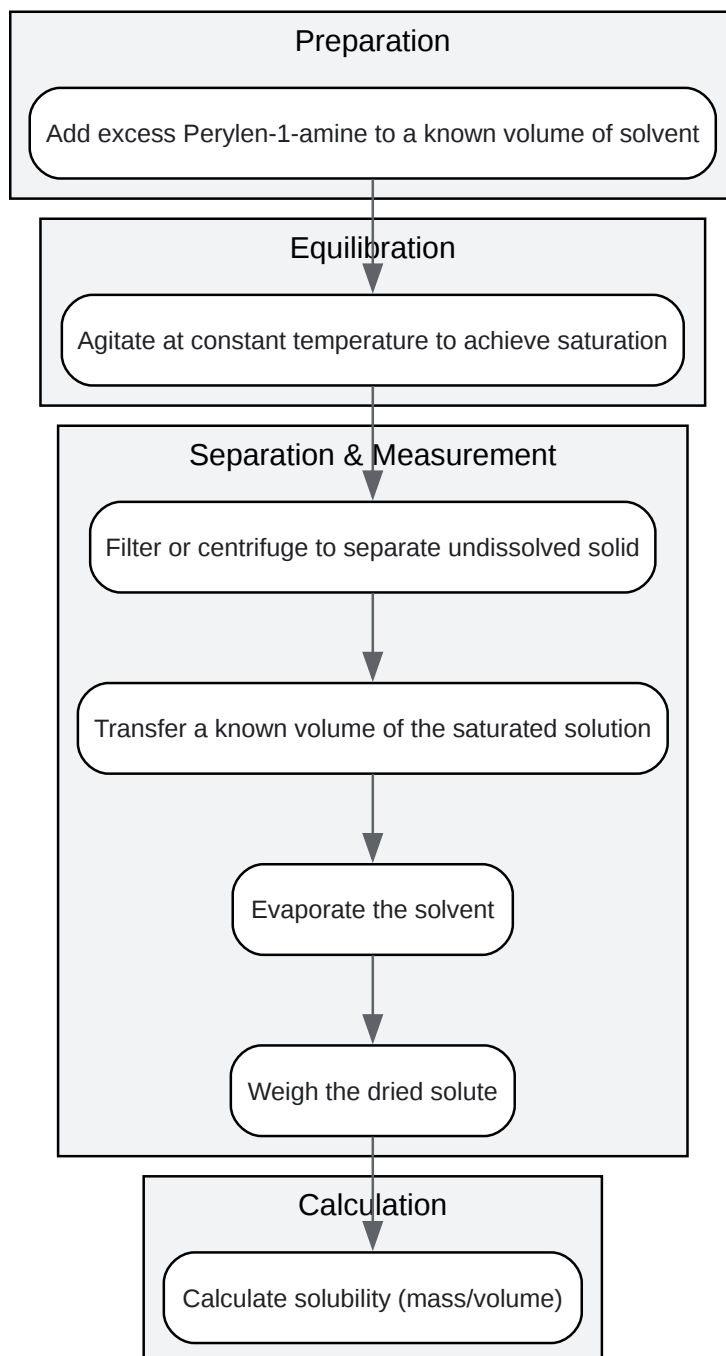 Preparation
Add excess Perylen-1-amine to a known volume of solvent
Equilibration
Agitate at constant temperature to achieve saturation
Separation & Measurement
Filter or centrifuge to separate undissolved solid
Transfer a known volume of the saturated solution
Evaporate the solvent
Weigh the dried solute
Calculation
Calculate solubility (mass/volume)